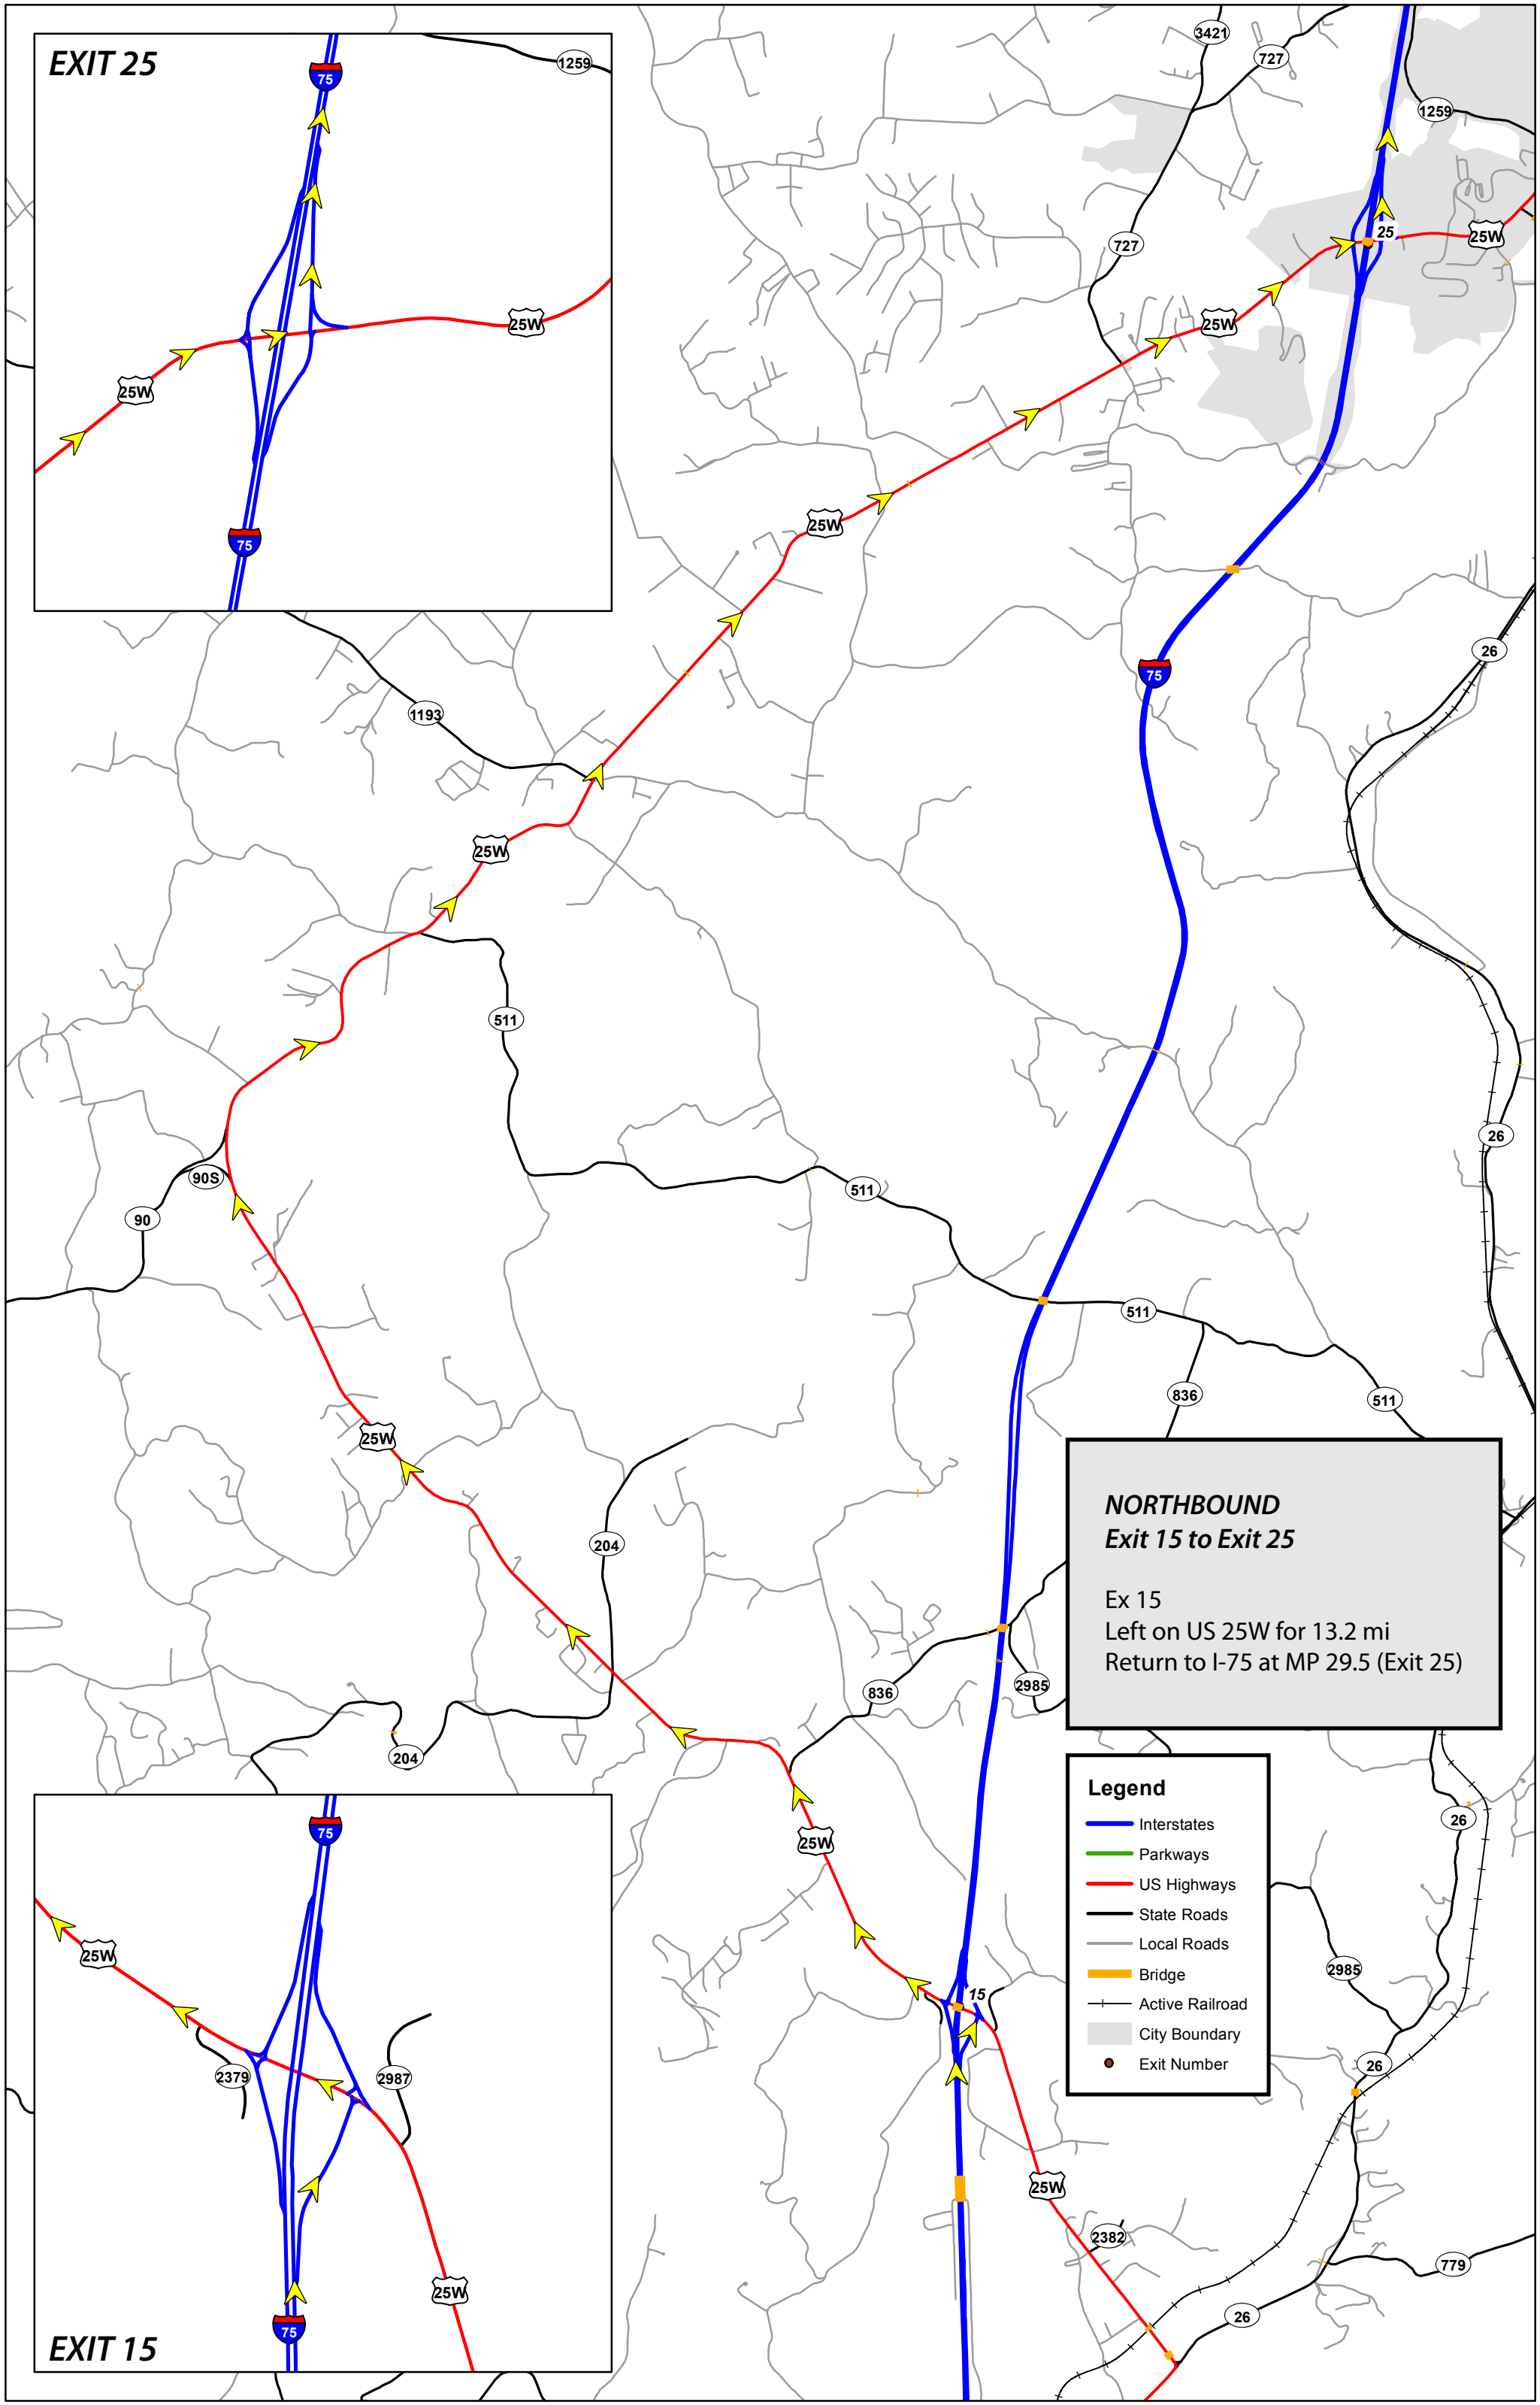 EXIT 25
75
1259
25W
25W
75
3421
727
1259
25
25W
727
25W
25W
75
26
1193
25W
511
26
90S
511
90
511
836
511
25W
204
NORTHBOUND
Exit 15 to Exit 25
Ex 15
Left on US 25W for 13.2 mi
Return to I-75 at MP 29.5 (Exit 25)
2985
836
204
Legend
Interstates
Parkways
US Highways
State Roads
Local Roads
Bridge
Active Railroad
City Boundary
Exit Number
26
25W
2985
15
26
25W
2382
779
26
75
25W
2379
2987
25W
75
EXIT 15